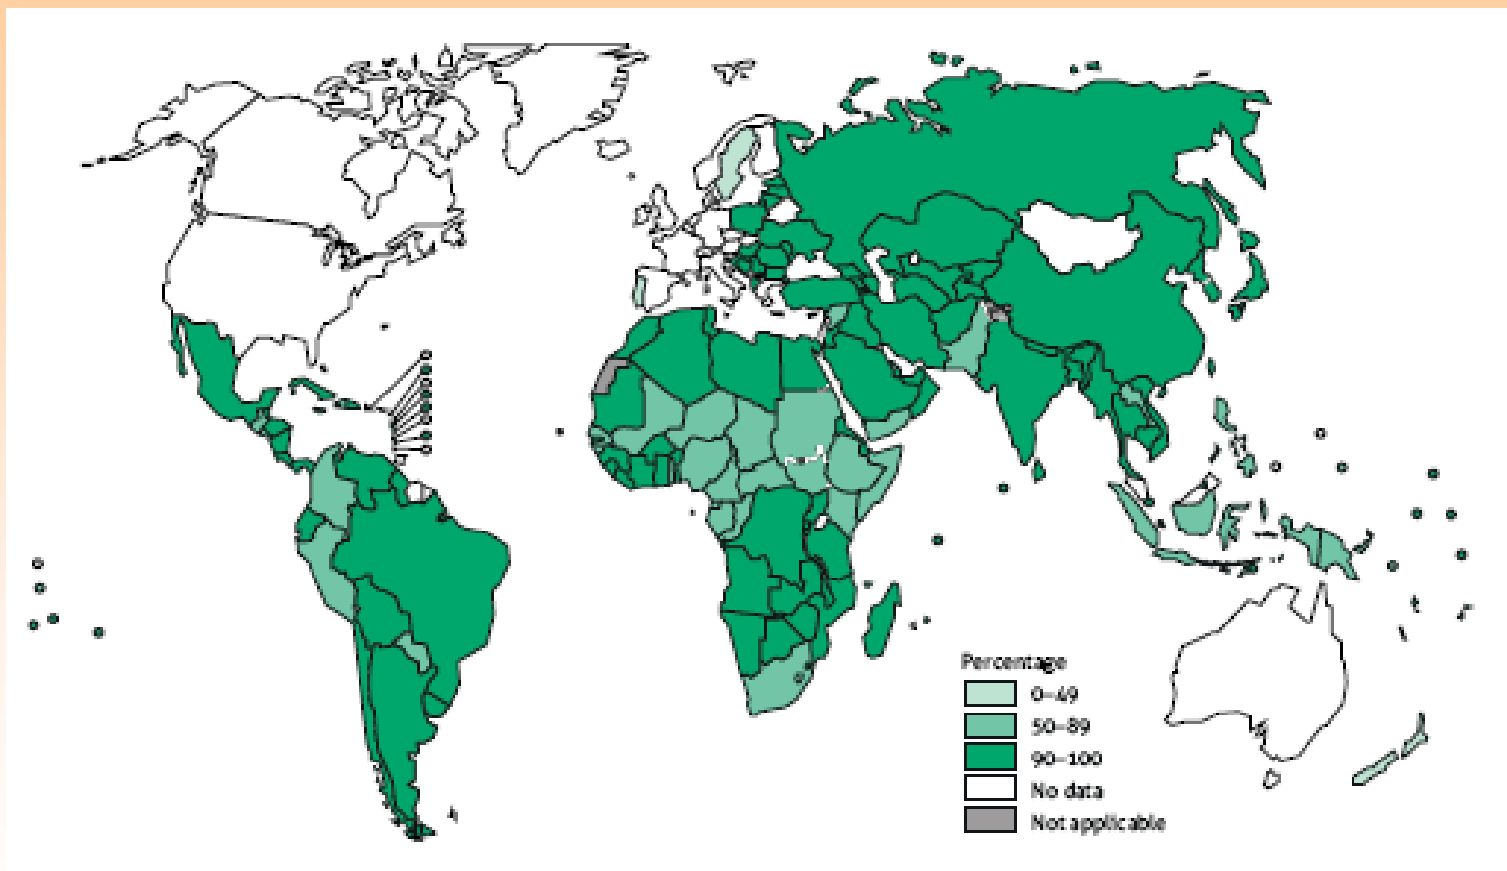 Percentage
0–49
50–89
90–100
No data
Not applicable